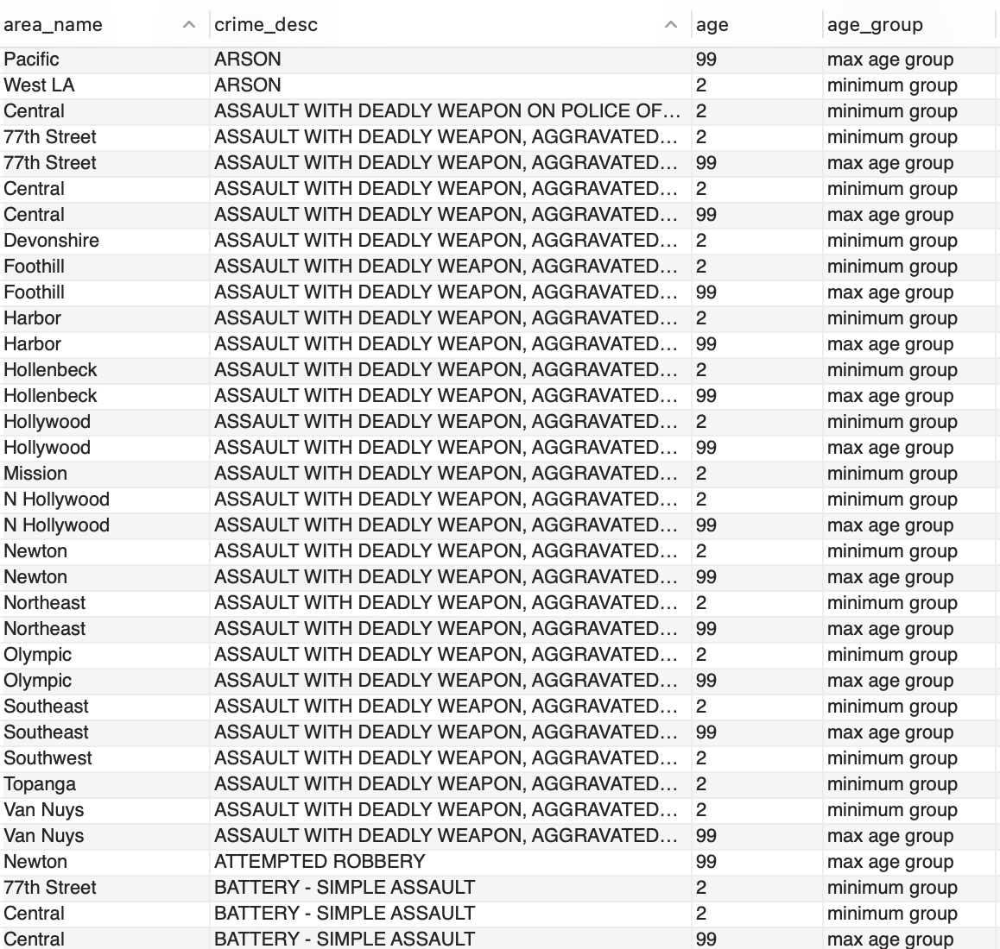 area_name crime_desc age age_group
Pacific ARSON 99 max age group
West LA ARSON 2 minimum group
Central ASSAULT WITH DEADLY WEAPON ON POLICE OF... 2 minimum group
77th Street ASSAULT WITH DEADLY WEAPON, AGGRAVATED... 2 minimum group
77th Street ASSAULT WITH DEADLY WEAPON, AGGRAVATED... 99 max age group
Central ASSAULT WITH DEADLY WEAPON, AGGRAVATED... 2 minimum group
Central ASSAULT WITH DEADLY WEAPON, AGGRAVATED... 99 max age group
Devonshire ASSAULT WITH DEADLY WEAPON, AGGRAVATED... 2 minimum group
Foothill ASSAULT WITH DEADLY WEAPON, AGGRAVATED... 2 minimum group
Foothill ASSAULT WITH DEADLY WEAPON, AGGRAVATED... 99 max age group
Harbor ASSAULT WITH DEADLY WEAPON, AGGRAVATED... 2 minimum group
Harbor ASSAULT WITH DEADLY WEAPON, AGGRAVATED... 99 max age group
Hollenbeck ASSAULT WITH DEADLY WEAPON, AGGRAVATED... 2 minimum group
Hollenbeck ASSAULT WITH DEADLY WEAPON, AGGRAVATED... 99 max age group
Hollywood ASSAULT WITH DEADLY WEAPON, AGGRAVATED... 2 minimum group
Hollywood ASSAULT WITH DEADLY WEAPON, AGGRAVATED... 99 max age group
Mission ASSAULT WITH DEADLY WEAPON, AGGRAVATED... 2 minimum group
N Hollywood ASSAULT WITH DEADLY WEAPON, AGGRAVATED... 2 minimum group
N Hollywood ASSAULT WITH DEADLY WEAPON, AGGRAVATED... 99 max age group
Newton ASSAULT WITH DEADLY WEAPON, AGGRAVATED... 2 minimum group
Newton ASSAULT WITH DEADLY WEAPON, AGGRAVATED... 99 max age group
Northeast ASSAULT WITH DEADLY WEAPON, AGGRAVATED... 2 minimum group
Northeast ASSAULT WITH DEADLY WEAPON, AGGRAVATED... 99 max age group
Olympic ASSAULT WITH DEADLY WEAPON, AGGRAVATED... 2 minimum group
Olympic ASSAULT WITH DEADLY WEAPON, AGGRAVATED... 99 max age group
Southeast ASSAULT WITH DEADLY WEAPON, AGGRAVATED... 2 minimum group
Southeast ASSAULT WITH DEADLY WEAPON, AGGRAVATED... 99 max age group
Southwest ASSAULT WITH DEADLY WEAPON, AGGRAVATED... 2 minimum group
Topanga ASSAULT WITH DEADLY WEAPON, AGGRAVATED... 2 minimum group
Van Nuys ASSAULT WITH DEADLY WEAPON, AGGRAVATED... 2 minimum group
Van Nuys ASSAULT WITH DEADLY WEAPON, AGGRAVATED... 99 max age group
Newton ATTEMPTED ROBBERY 99 max age group
77th Street BATTERY - SIMPLE ASSAULT 2 minimum group
Central BATTERY - SIMPLE ASSAULT 2 minimum group
Central BATTERY - SIMPLE ASSAULT 99 max age group